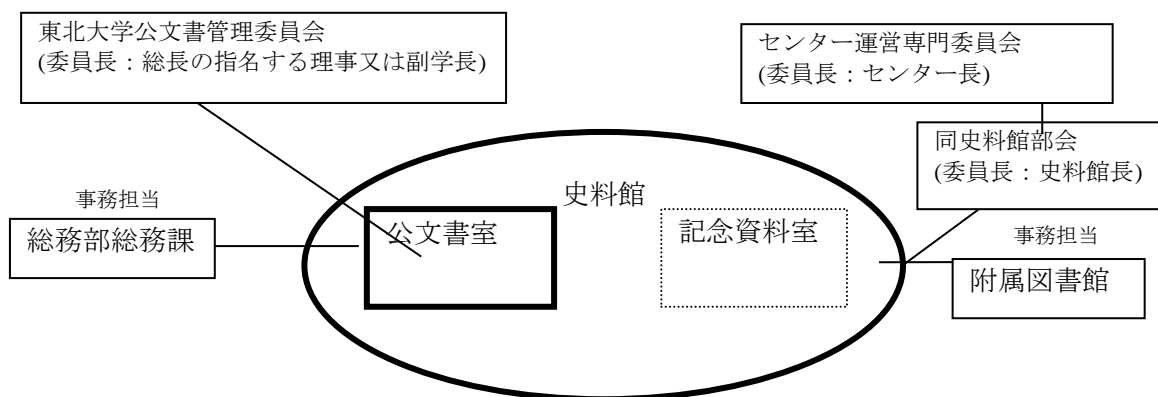 東北大学公文書管理委員会
(委員長：総長の指名する理事又は副学長)
センター運営専門委員会
(委員長：センター長)
同史料館部会
(委員長：史料館長)
史料館
事務担当
総務部総務課
公文書室
記念資料室
事務担当
附属図書館